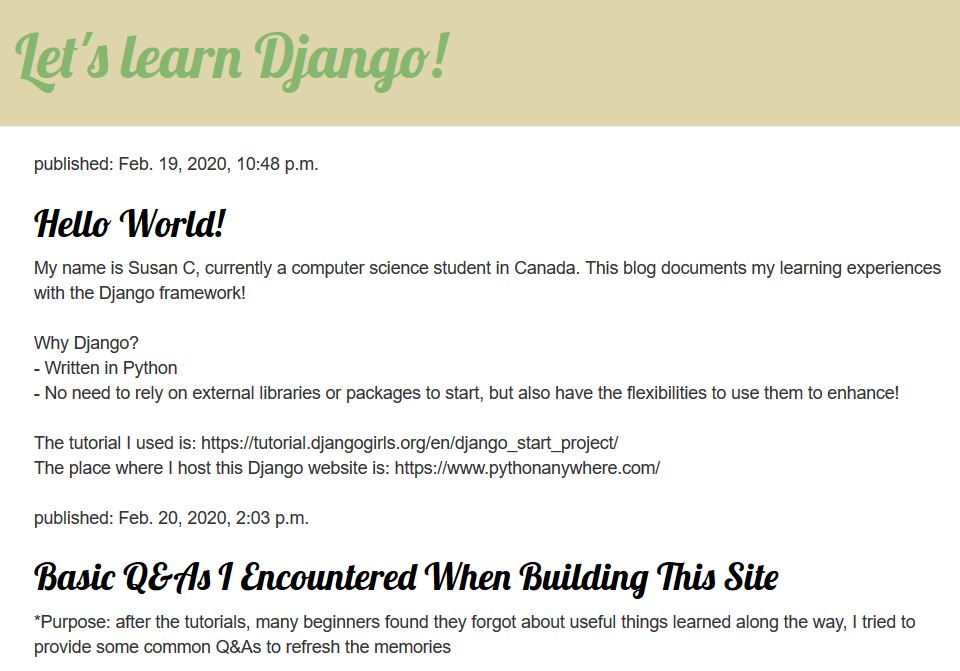 Let's learn Django!
published: Feb. 19, 2020, 10:48 p.m.
Hello World!
My name is Susan C, currently a computer science student in Canada. This blog documents my learning experiences
with the Django framework!
Why Django?
- Written in Python
- No need to rely on external libraries or packages to start, but also have the flexibilities to use them to enhance!
The tutorial I used is: https://tutorial.djangogirls.org/en/django_start_project/
The place where I host this Django website is: https://www.pythonanywhere.com/
published: Feb. 20, 2020, 2:03 p.m.
Basic Q&As I Encountered When Building This Site
*Purpose: after the tutorials, many beginners found they forgot about useful things learned along the way, I tried to
provide some common Q&As to refresh the memories